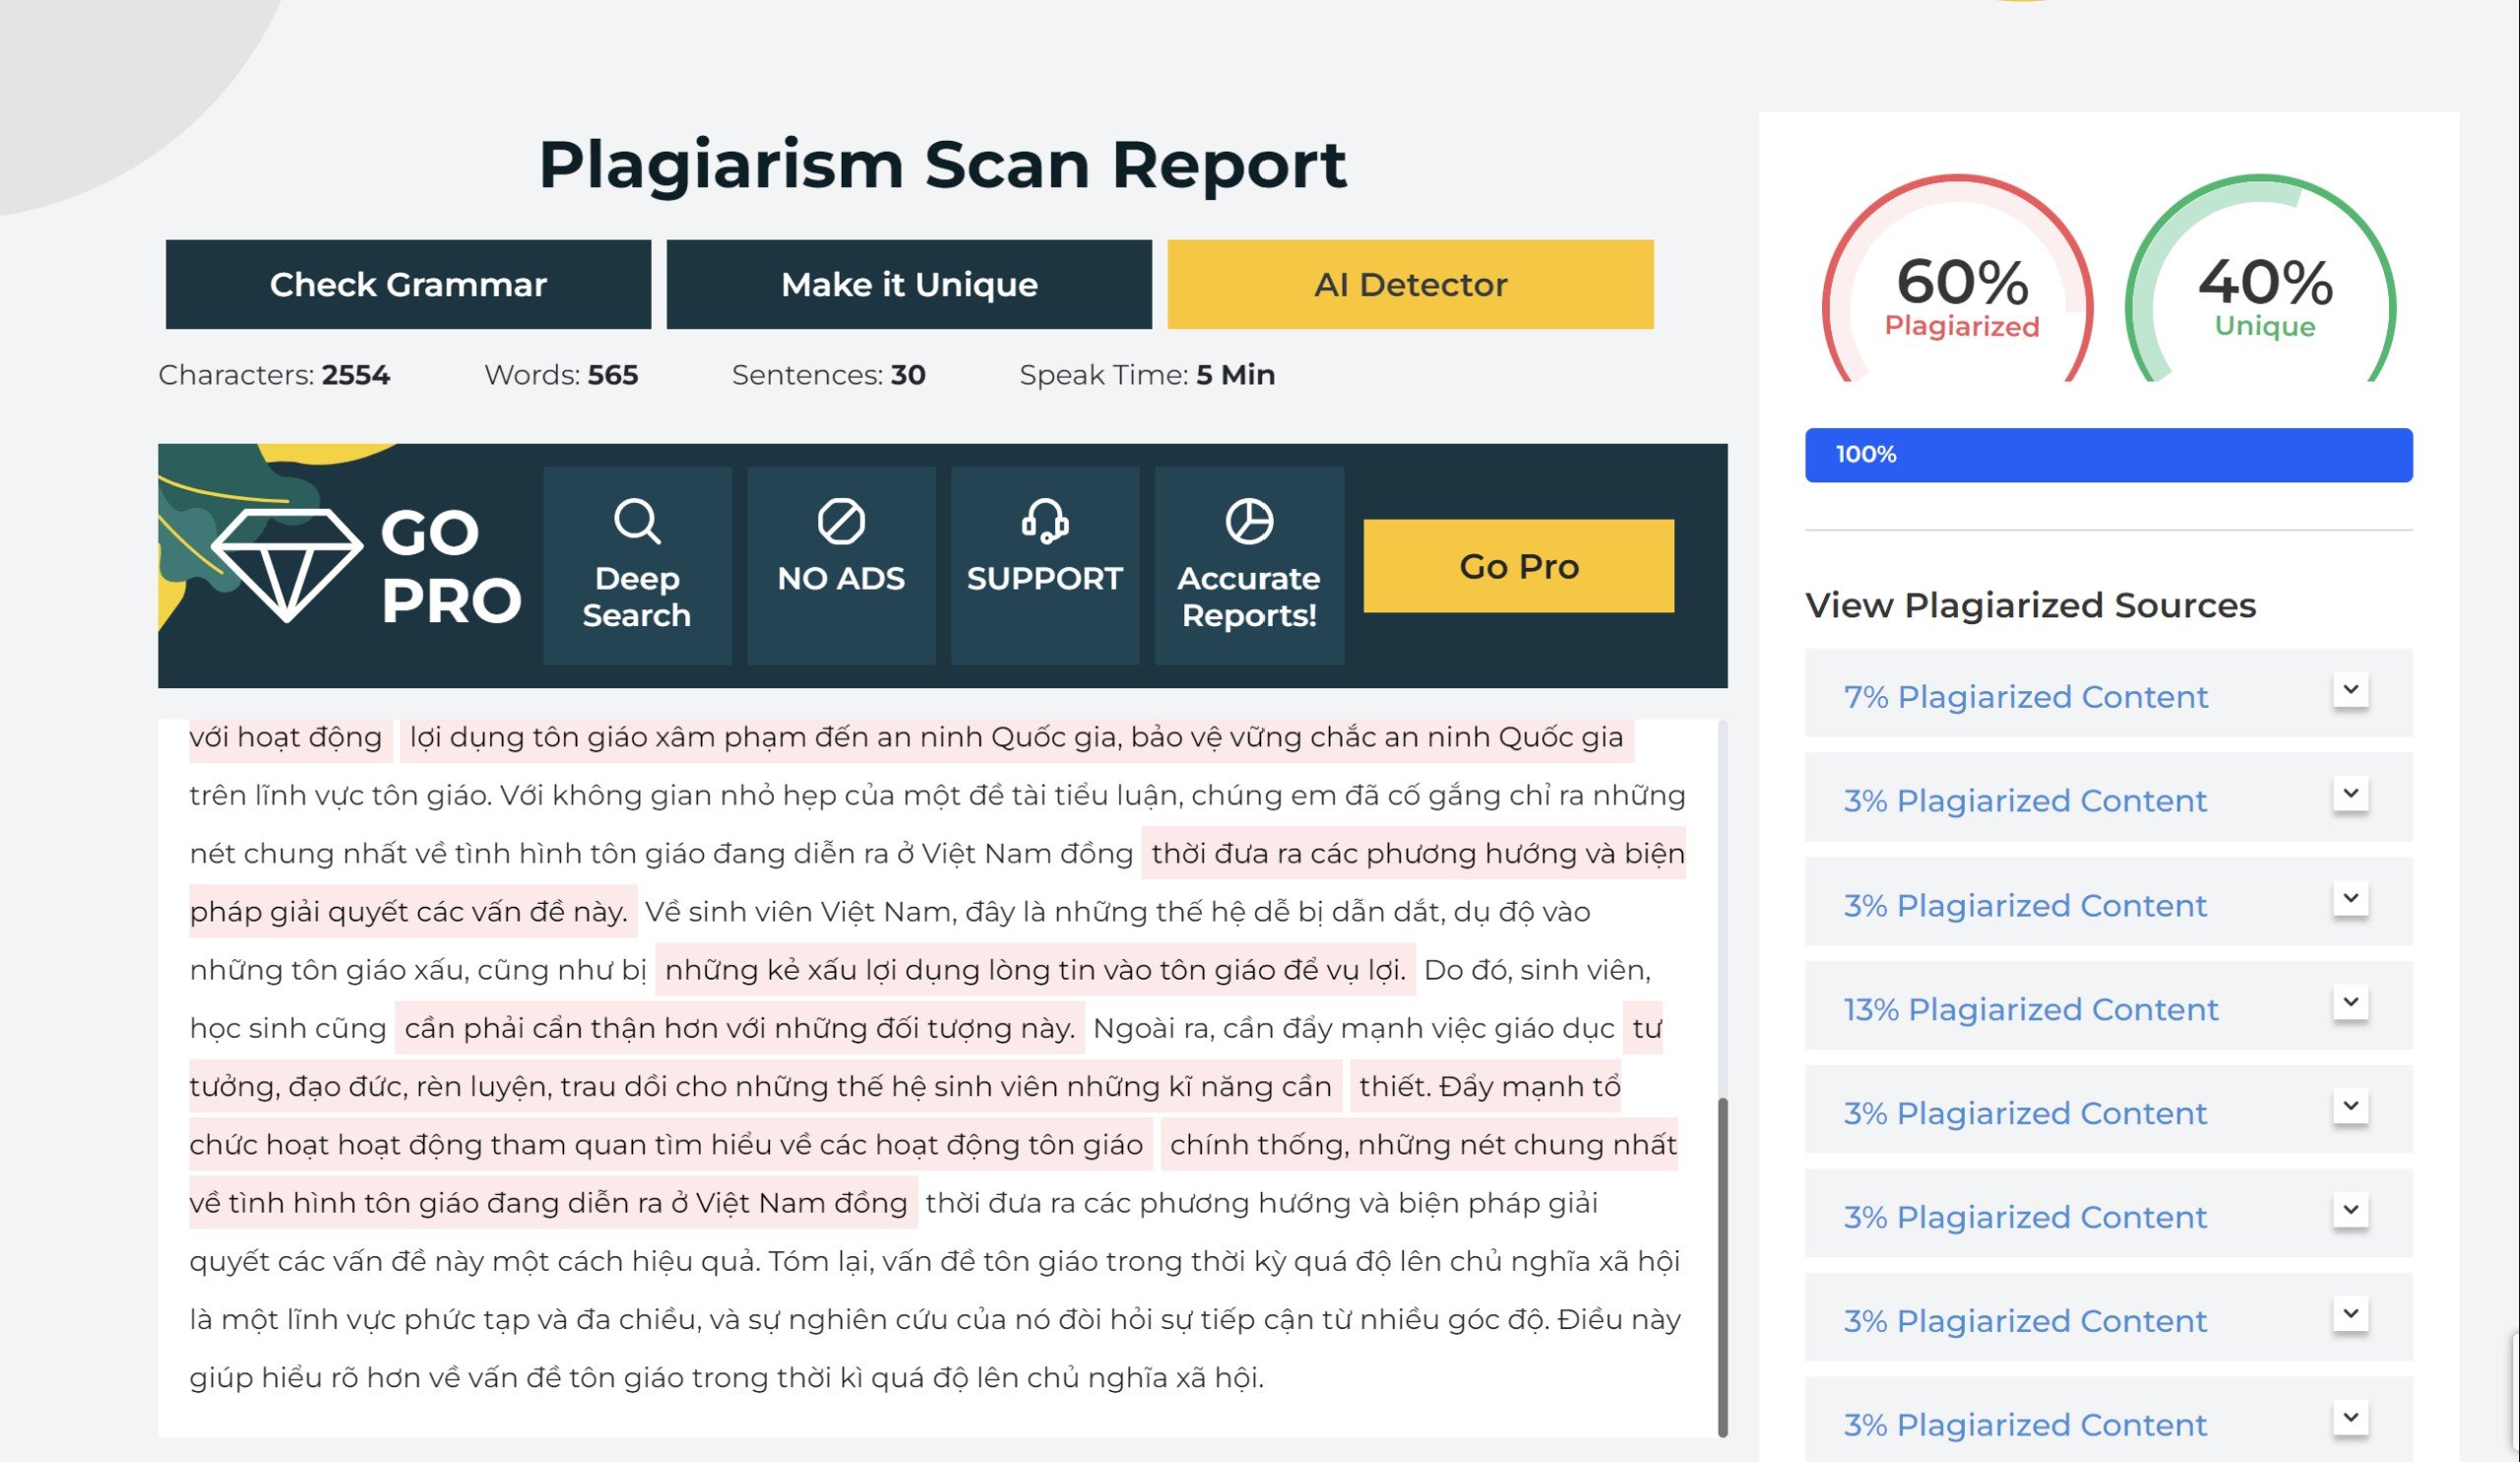 Plagiarism Scan Report
Check Grammar
Make it Unique
AI Detector
Characters: 2554 Words: 565 Sentences: 30 Speak Time: 5 Min
GO
PRO
Deep
Search
NO ADS
SUPPORT
Accurate
Reports!
Go Pro
với hoạt động lợi dụng tôn giáo xâm phạm đến an ninh Quốc gia, bảo vệ vững chắc an ninh Quốc gia
trên lĩnh vực tôn giáo. Với không gian nhỏ hẹp của một đề tài tiểu luận, chúng em đã cố gắng chỉ ra những
nét chung nhất về tình hình tôn giáo đang diễn ra ở Việt Nam đồng thời đưa ra các phương hướng và biện
pháp giải quyết các vấn đề này. Về sinh viên Việt Nam, đây là những thế hệ dễ bị dẫn dắt, dụ độ vào
những tôn giáo xấu, cũng như bị những kẻ xấu lợi dụng lòng tin vào tôn giáo để vụ lợi. Do đó, sinh viên,
học sinh cũng cần phải cẩn thận hơn với những đối tượng này. Ngoài ra, cần đẩy mạnh việc giáo dục tư
tưởng, đạo đức, rèn luyện, trau dồi cho những thế hệ sinh viên những kĩ năng cần thiết. Đẩy mạnh tổ
chức hoạt hoạt động tham quan tìm hiểu về các hoạt động tôn giáo chính thống, những nét chung nhất
về tình hình tôn giáo đang diễn ra ở Việt Nam đồng thời đưa ra các phương hướng và biện pháp giải
quyết các vấn đề này một cách hiệu quả. Tóm lại, vấn đề tôn giáo trong thời kỳ quá độ lên chủ nghĩa xã hội
là một lĩnh vực phức tạp và đa chiều, và sự nghiên cứu của nó đòi hỏi sự tiếp cận từ nhiều góc độ. Điều này
giúp hiểu rõ hơn về vấn đề tôn giáo trong thời kì quá độ lên chủ nghĩa xã hội.
60%
Plagiarized
40%
Unique
100%
View Plagiarized Sources
7% Plagiarized Content
3% Plagiarized Content
3% Plagiarized Content
13% Plagiarized Content
3% Plagiarized Content
3% Plagiarized Content
3% Plagiarized Content
3% Plagiarized Content